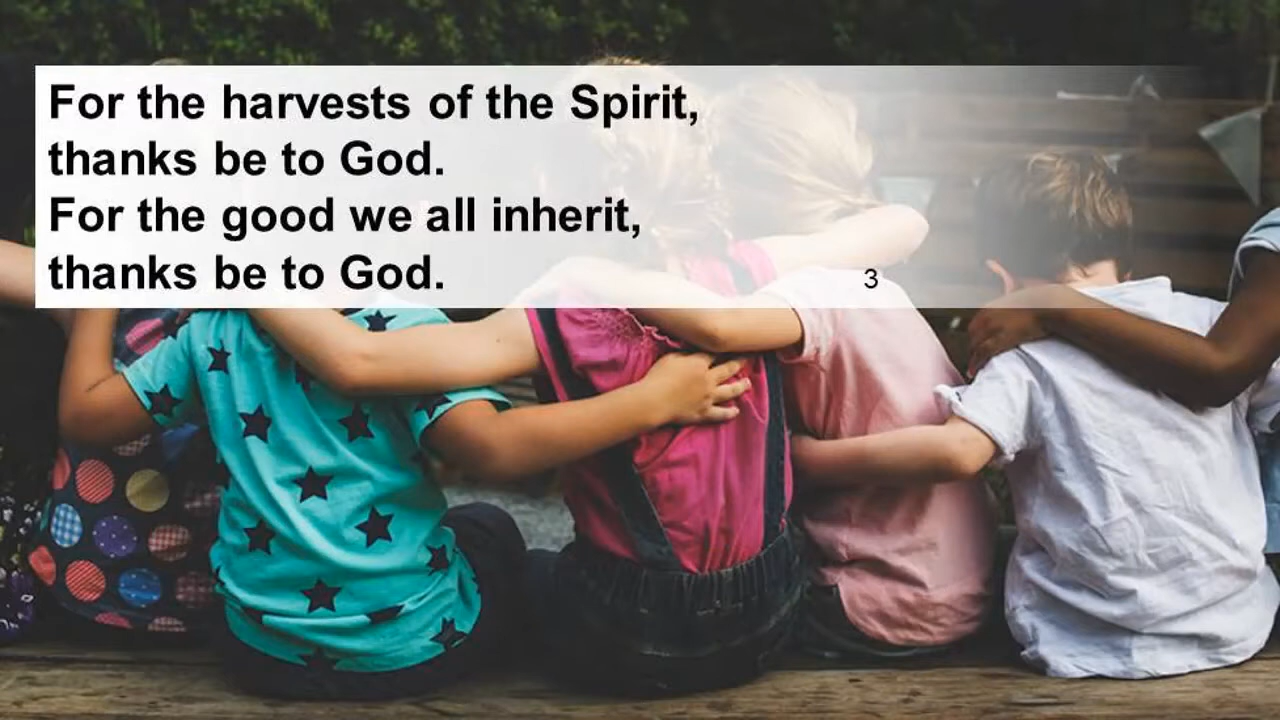 For the harvests of the Spirit,
thanks be to God.
For the good we all inherit,
thanks be to God.
3